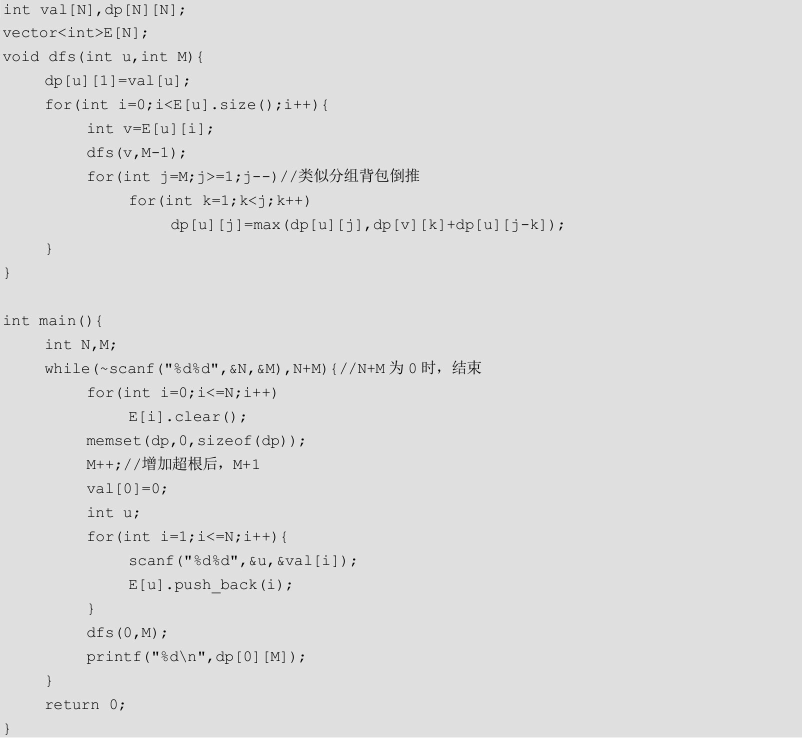 int val[N],dp[N][N];
vector<int>E[N];
void dfs(int u,int M){
    dp[u][1]=val[u];
    for(int i=0;i<E[u].size();i++){
        int v=E[u][i];
        dfs(v,M-1);
        for(int j=M;j>=1;j--)//类似分组背包倒推
            for(int k=1;k<j;k++)
                dp[u][j]=max(dp[u][j],dp[v][k]+dp[u][j-k]);
    }
}

int main(){
    int N,M;
    while(~scanf("%d%d",&N,&M),N+M){//N+M 为 0 时，结束
        for(int i=0;i<=N;i++)
            E[i].clear();
        memset(dp,0,sizeof(dp));
        M++;//增加超根后，M+1
        val[0]=0;
        int u;
        for(int i=1;i<=N;i++){
            scanf("%d%d",&u,&val[i]);
            E[u].push_back(i);
        }
        dfs(0,M);
        printf("%d\n",dp[0][M]);
    }
    return 0;
}